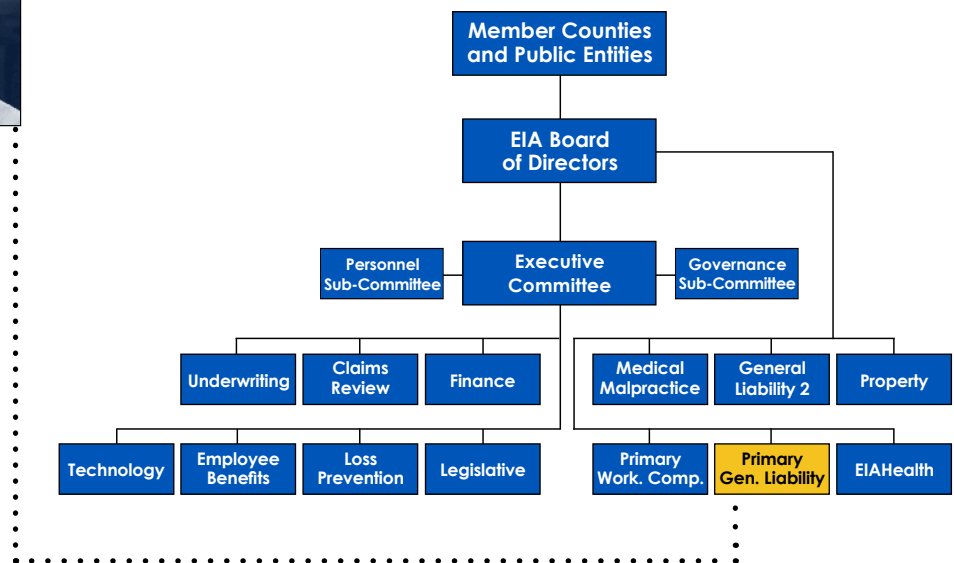 Member Counties
and Public Entities
EIA Board
of Directors
Personnel
Sub-Committee
Executive
Committee
Governance
Sub-Committee
Underwriting
Claims
Review
Finance
Medical
Malpractice
General
Liability 2
Property
Technology
Employee
Benefits
Loss
Prevention
Legislative
Primary
Work. Comp.
Primary
Gen. Liability
EIAHealth